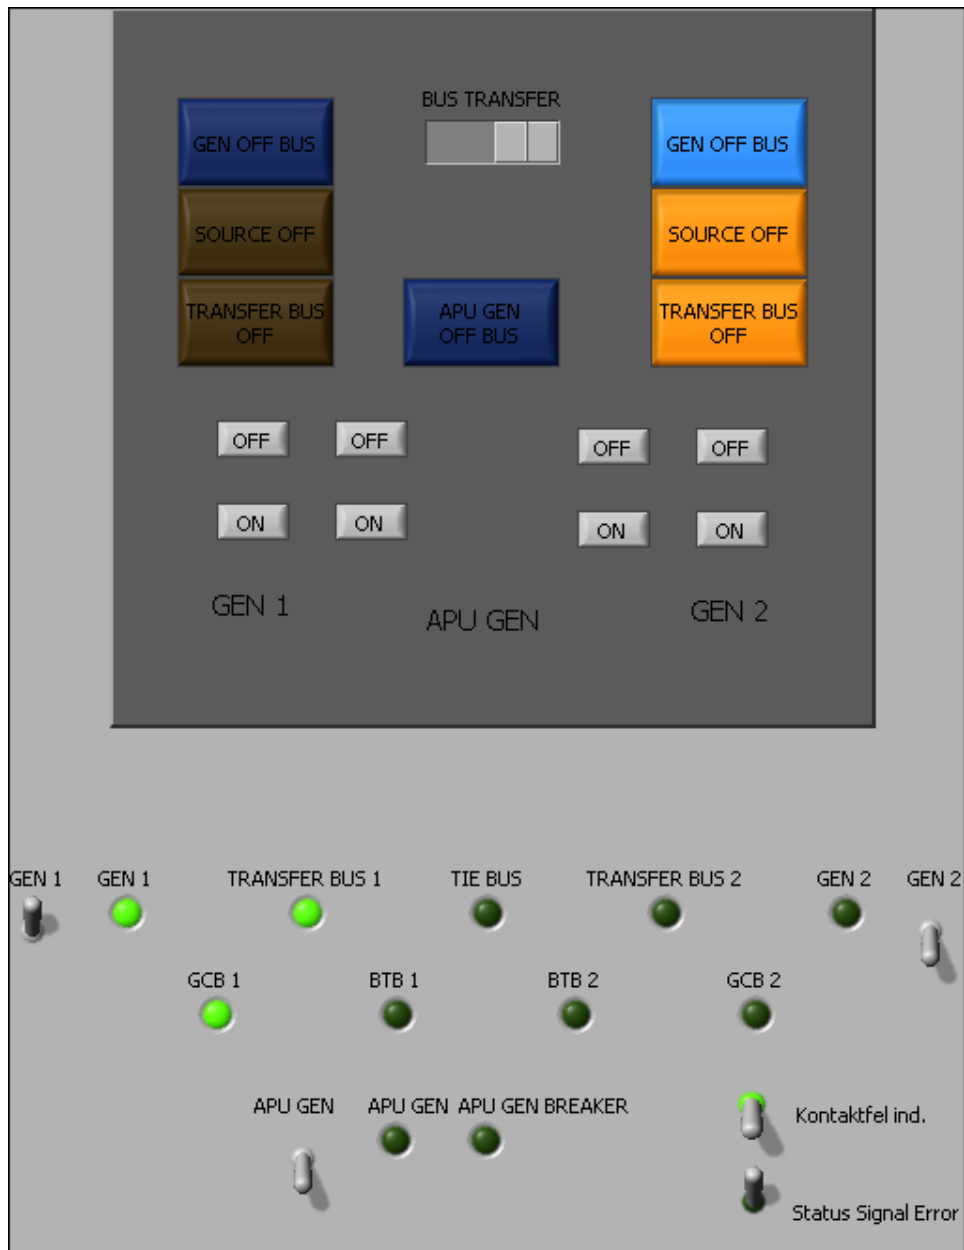 BUS TRANSFER
GEN OFF BUS
GEN OFF BUS
SOURCE OFF
SOURCE OFF
TRANSFER BUS
OFF
APU GEN
OFF BUS
TRANSFER BUS
OFF
OFF
OFF
OFF
OFF
ON
ON
ON
ON
GEN 1
APU GEN
GEN 2
GEN 1
GEN 1
TRANSFER BUS 1
TIE BUS
TRANSFER BUS 2
GEN 2
GEN 2
GCB 1
BTB 1
BTB 2
GCB 2
APU GEN
APU GEN
APU GEN BREAKER
Kontaktfel ind.
Status Signal Error